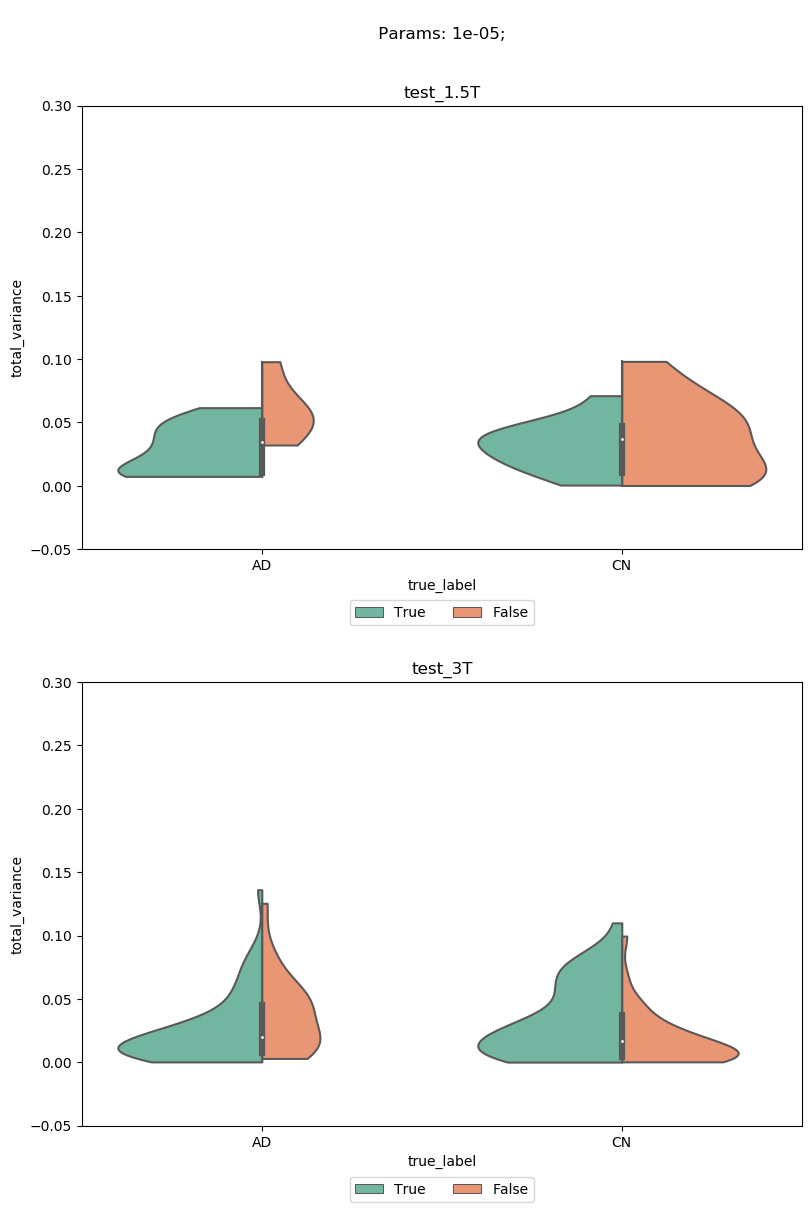 Params: 1e-05;
test_1.5T
0.30
0.25
0.20
0.15
0.10
0.05
0.00
−0.05
total_variance
AD
CN
true_label
True
False
test_3T
0.30
0.25
0.20
0.15
0.10
0.05
0.00
−0.05
total_variance
AD
CN
true_label
True
False